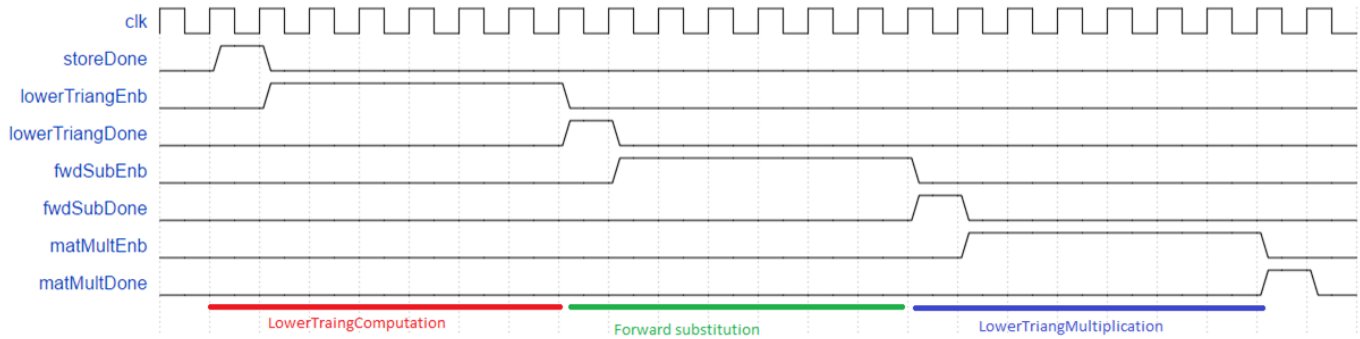 clk
storeDone
lowerTriangEnb
lowerTriangDone
fwdSubEnb
fwdSubDone
matMultEnb
matMultDone
LowerTraingComputation
Forward substitution
LowerTriangMultiplication